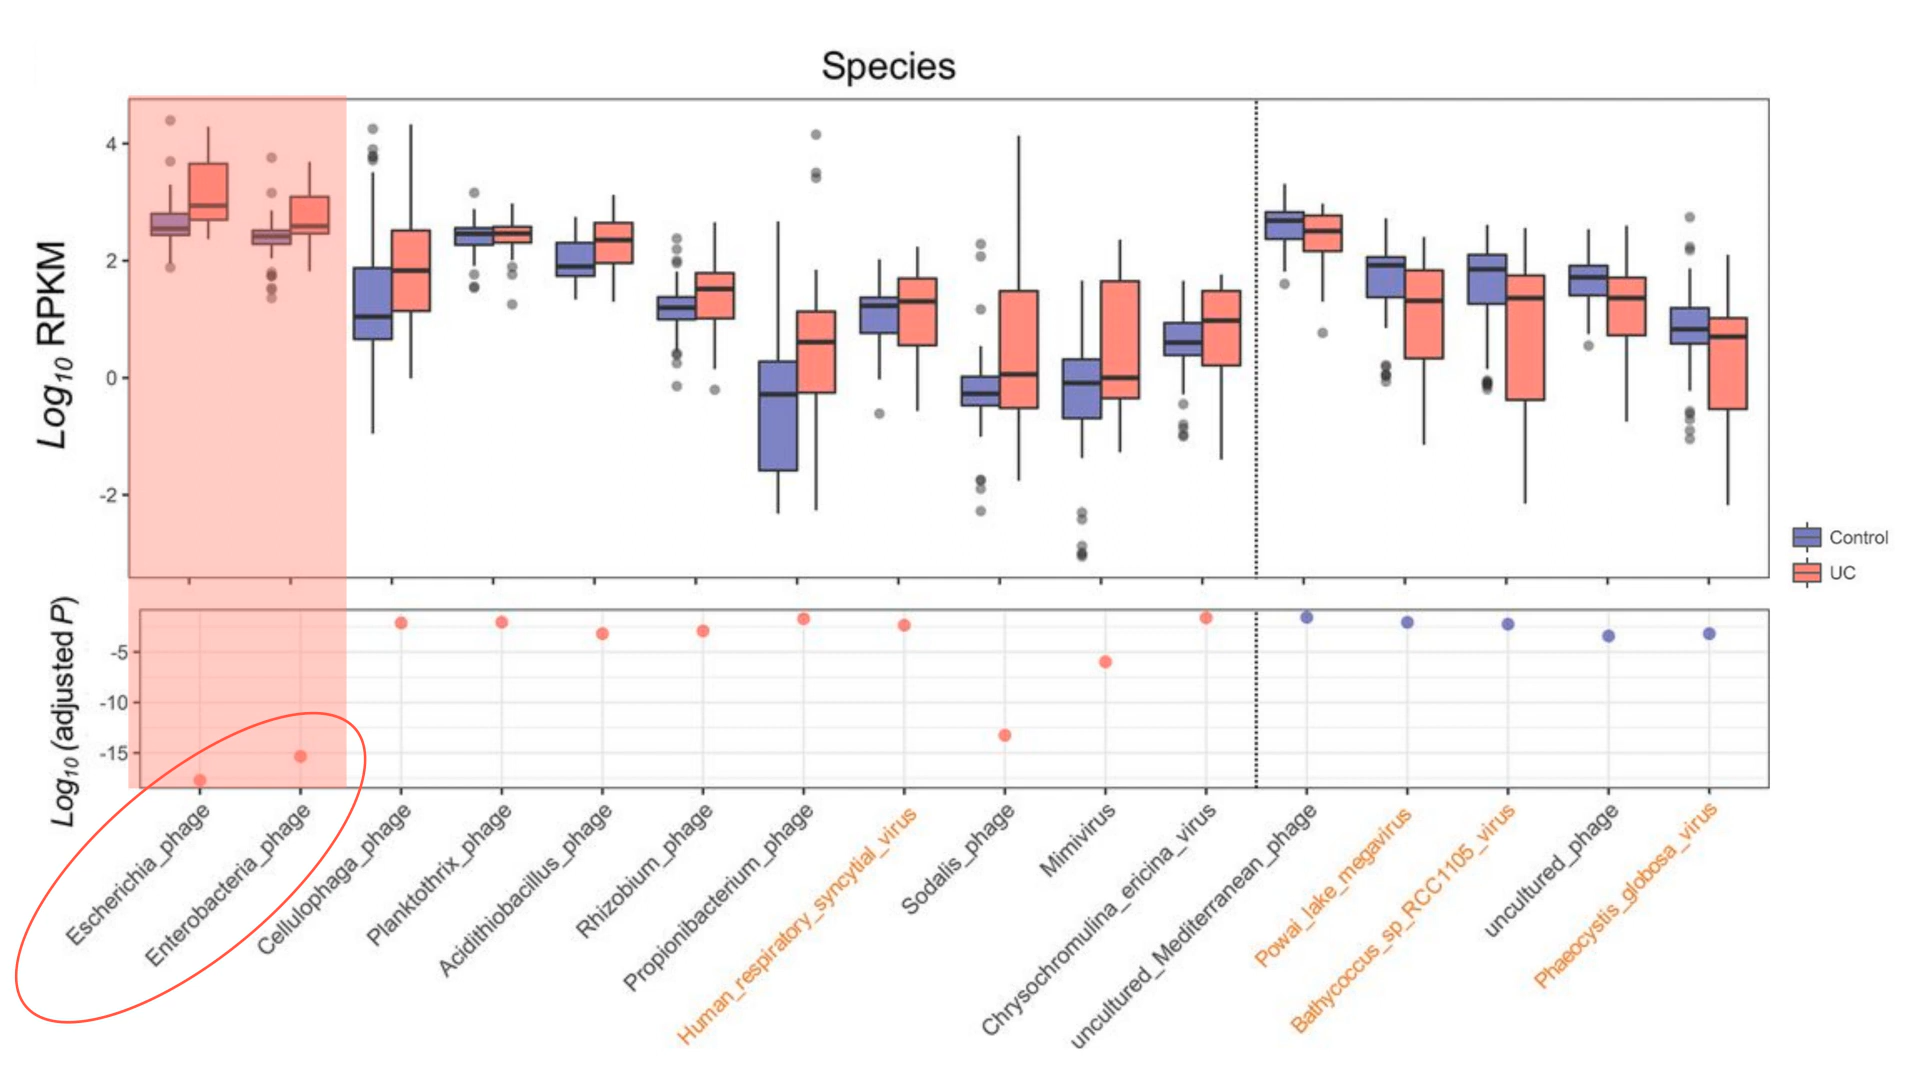 Species
Log10 RPKM
4
2
0
-2
Control
UC
Log10 (adjusted P)
-5
-10
-15
Escherichia_phage
Enterobacteria_phage
Cellulophaga_phage
Planktothrix_phage
Acidithiobacillus_phage
Rhizobium_phage
Propionibacterium_phage
Human_respiratory_syncytial_virus
Sodalis_phage
Mimivirus
Chrysochromulina_ericina_virus
uncultured_Mediterranean_phage
Powai_lake_megavirus
Bathycoccus_sp_RCC1105_virus
uncultured_phage
Phaeocystis_globosa_virus